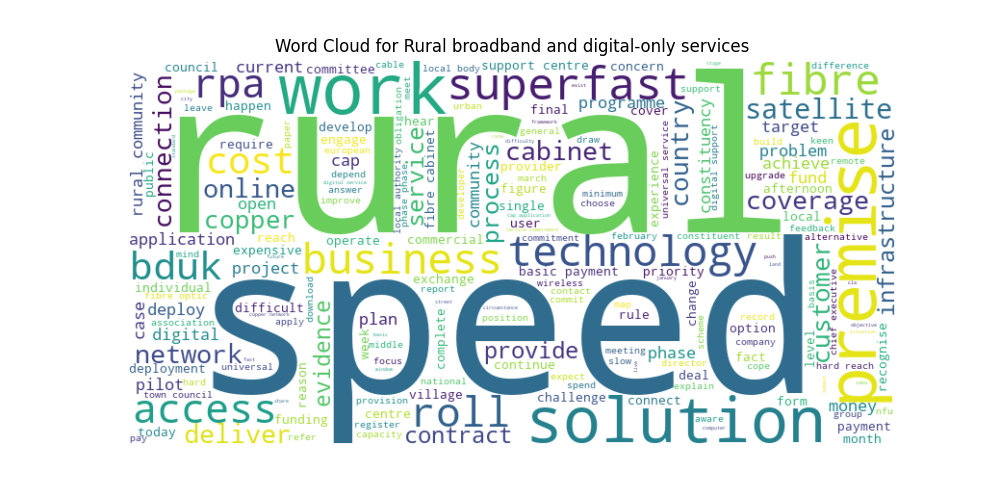 Word Cloud for Rural broadband and digital-only services
council current committee cable local body support centre concern stage difference
rpa work superfast fibre
rural community connection leave happen urban final programme cover support satellite
public require paper develop engage european cap depend digital service answer improve
hear meet obligation general draw framework difficulty target build keen problem remote
cost online open copper local authority phase phase fibre cabinet
rural
developer community process cabinet provider march figure single user minimum choose
experience universal service country constituency digital support
achieve upgrade fund afternoon coverage local feedback
premise infrastructure
application reach operate commercial commitment february constituent result alternative
mind expensive business technology
bduk project exchange report basic payment wireless priority push land
individual fibre optic difficult download contact commit change
speed
case deploy association apply copper network plan complete street circumstance position map rule scheme record option company
digital evidence week middle focus provide continue meeting slow live phase director fact cope
network deployment universal fast reason
customer level basis chief executive objective cla recognise
pilot hard town council share national expect spend deal explain hard reach
access funding provision village challenge connect aware computer form money group nfu
today centre register roll solution
pay deliver refer capacity contract payment month